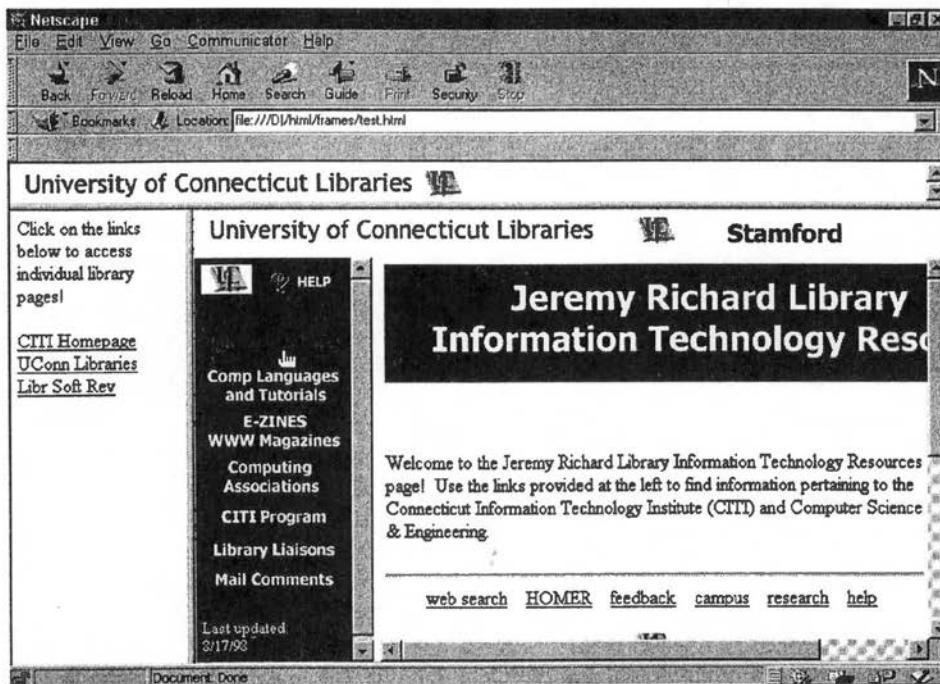 Netscape
File Edit View Go Communicator Help
Back Forward Reload Home Search Guide Print Security Stop
N
Bookmarks Location: file:///D|/html/frames/test.html
University of Connecticut Libraries
Click on the links
below to access
individual library
pages!
CITI Homepage
UConn Libraries
Libr Soft Rev
University of Connecticut Libraries Stamford
HELP
Comp Languages
and Tutorials
E-ZINES
WWW Magazines
Computing
Associations
CITI Program
Library Liaisons
Mail Comments
Last updated
Jeremy Richard Library
Information Technology Reso
Welcome to the Jeremy Richard Library Information Technology Resources
page! Use the links provided at the left to find information pertaining to the
Connecticut Information Technology Institute (CITI) and Computer Science
& Engineering.
web search HOMER feedback campus research help
Document: Done